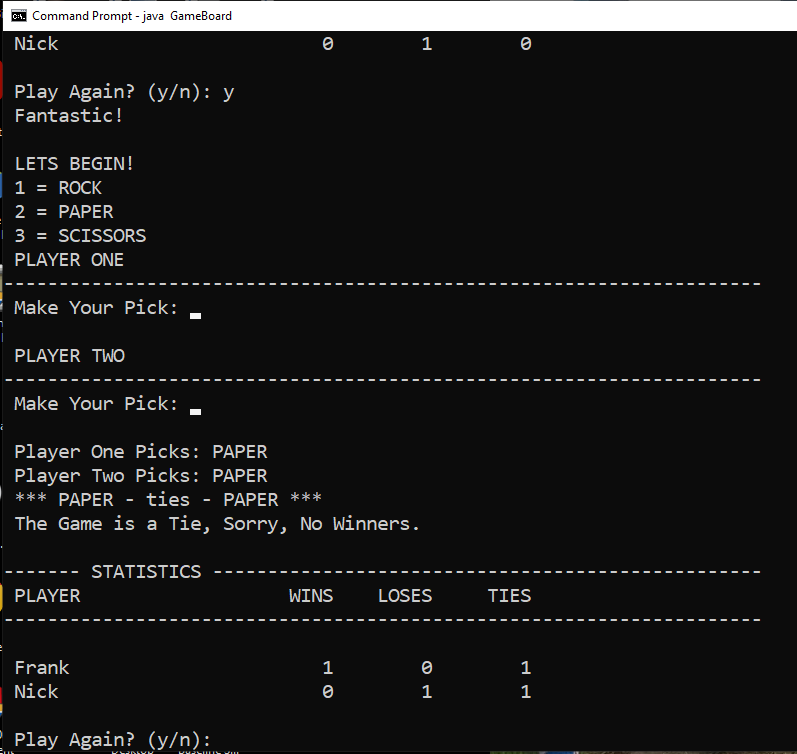 Command Prompt - java  GameBoard
Nick                        0        1        0
Play Again? (y/n): y
Fantastic!
LETS BEGIN!
1 = ROCK
2 = PAPER
3 = SCISSORS
PLAYER ONE
---------------------------------------------------------------------
Make Your Pick:
PLAYER TWO
---------------------------------------------------------------------
Make Your Pick:
Player One Picks: PAPER
Player Two Picks: PAPER
*** PAPER - ties - PAPER ***
The Game is a Tie, Sorry, No Winners.
------- STATISTICS --------------------------------------------------
PLAYER                   WINS    LOSES     TIES
---------------------------------------------------------------------
Frank                       1        0        1
Nick                        0        1        1
Play Again? (y/n):